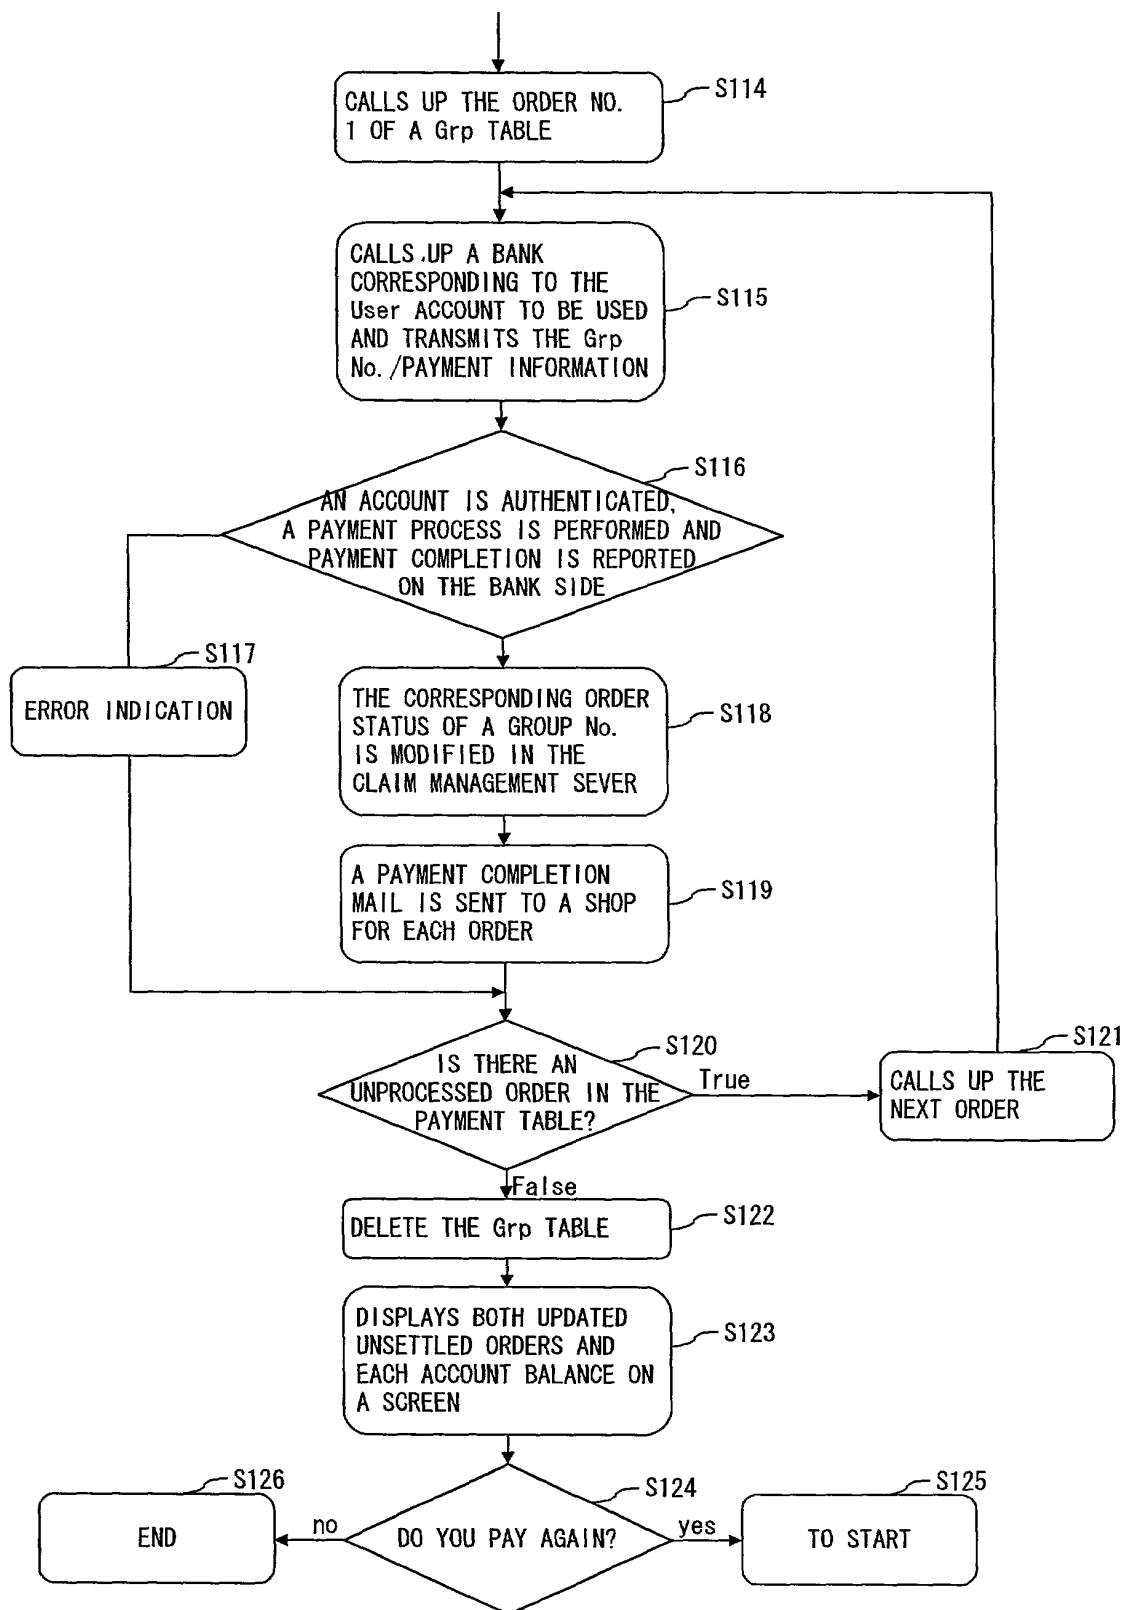 S114
CALLS UP THE ORDER NO.
1 OF A Grp TABLE
CALLS UP A BANK
CORRESPONDING TO THE
User ACCOUNT TO BE USED
AND TRANSMITS THE Grp
No./PAYMENT INFORMATION
S115
S116
AN ACCOUNT IS AUTHENTICATED,
A PAYMENT PROCESS IS PERFORMED AND
PAYMENT COMPLETION IS REPORTED
ON THE BANK SIDE
S117
ERROR INDICATION
THE CORRESPONDING ORDER
STATUS OF A GROUP No.
IS MODIFIED IN THE
CLAIM MANAGEMENT SEVER
S118
A PAYMENT COMPLETION
MAIL IS SENT TO A SHOP
FOR EACH ORDER
S119
S120
IS THERE AN
UNPROCESSED ORDER IN THE
PAYMENT TABLE?
True
S121
CALLS UP THE
NEXT ORDER
False
DELETE THE Grp TABLE
S122
DISPLAYS BOTH UPDATED
UNSETTLED ORDERS AND
EACH ACCOUNT BALANCE ON
A SCREEN
S123
S124
DO YOU PAY AGAIN?
no
S126
END
yes
S125
TO START